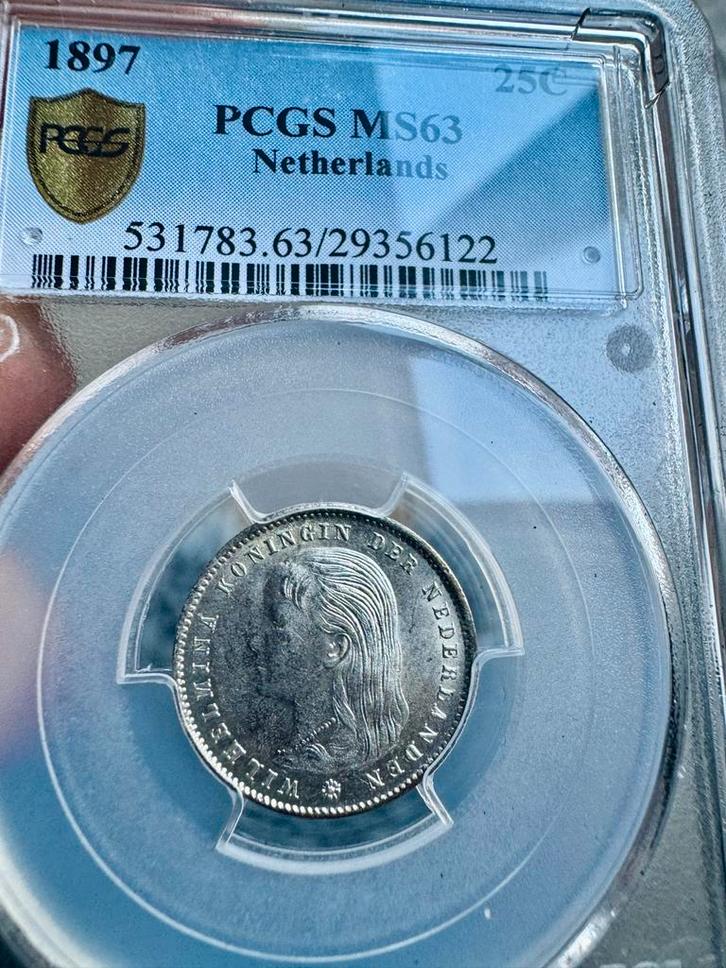 1897 25C
PCGS
PCGS MS63
Netherlands
531783.63/29356122
WILHELMINA KONINGIN DER NEDERLANDEN